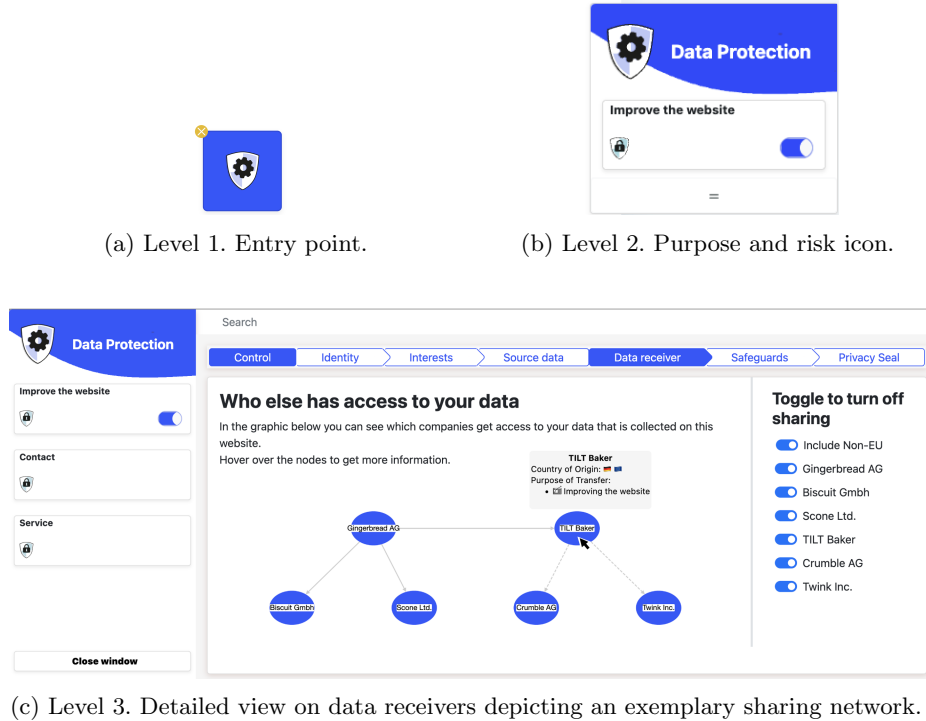 Data Protection
Improve the website
=
(a) Level 1. Entry point.
(b) Level 2. Purpose and risk icon.
Data Protection
Improve the website
Contact
Service
Close window
Search
Control
Identity
Interests
Source data
Data receiver
Safeguards
Privacy Seal
Who else has access to your data
In the graphic below you can see which companies get access to your data that is collected on this
website.
Hover over the nodes to get more information.
TILT Baker
Country of Origin:
Purpose of Transfer:
• Improving the website
Gingerbread AG
TILT Baker
Biscuit Gmbh
Scone Ltd.
Crumble AG
Twink Inc.
Toggle to turn off
sharing
Include Non-EU
Gingerbread AG
Biscuit Gmbh
Scone Ltd.
TILT Baker
Crumble AG
Twink Inc.
(c) Level 3. Detailed view on data receivers depicting an exemplary sharing network.